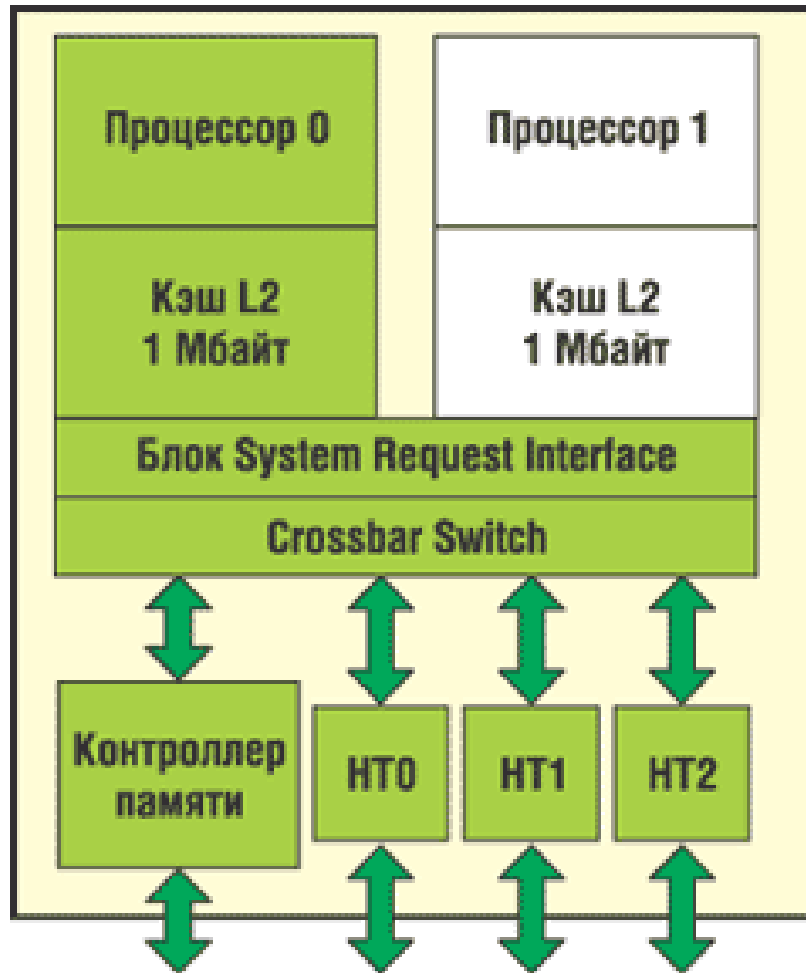 Процессор 0
Процессор 1
Кэш L2
1 Мбайт
Кэш L2
1 Мбайт
Блок System Request Interface
Crossbar Switch
Контроллер
памяти
HT0
HT1
HT2